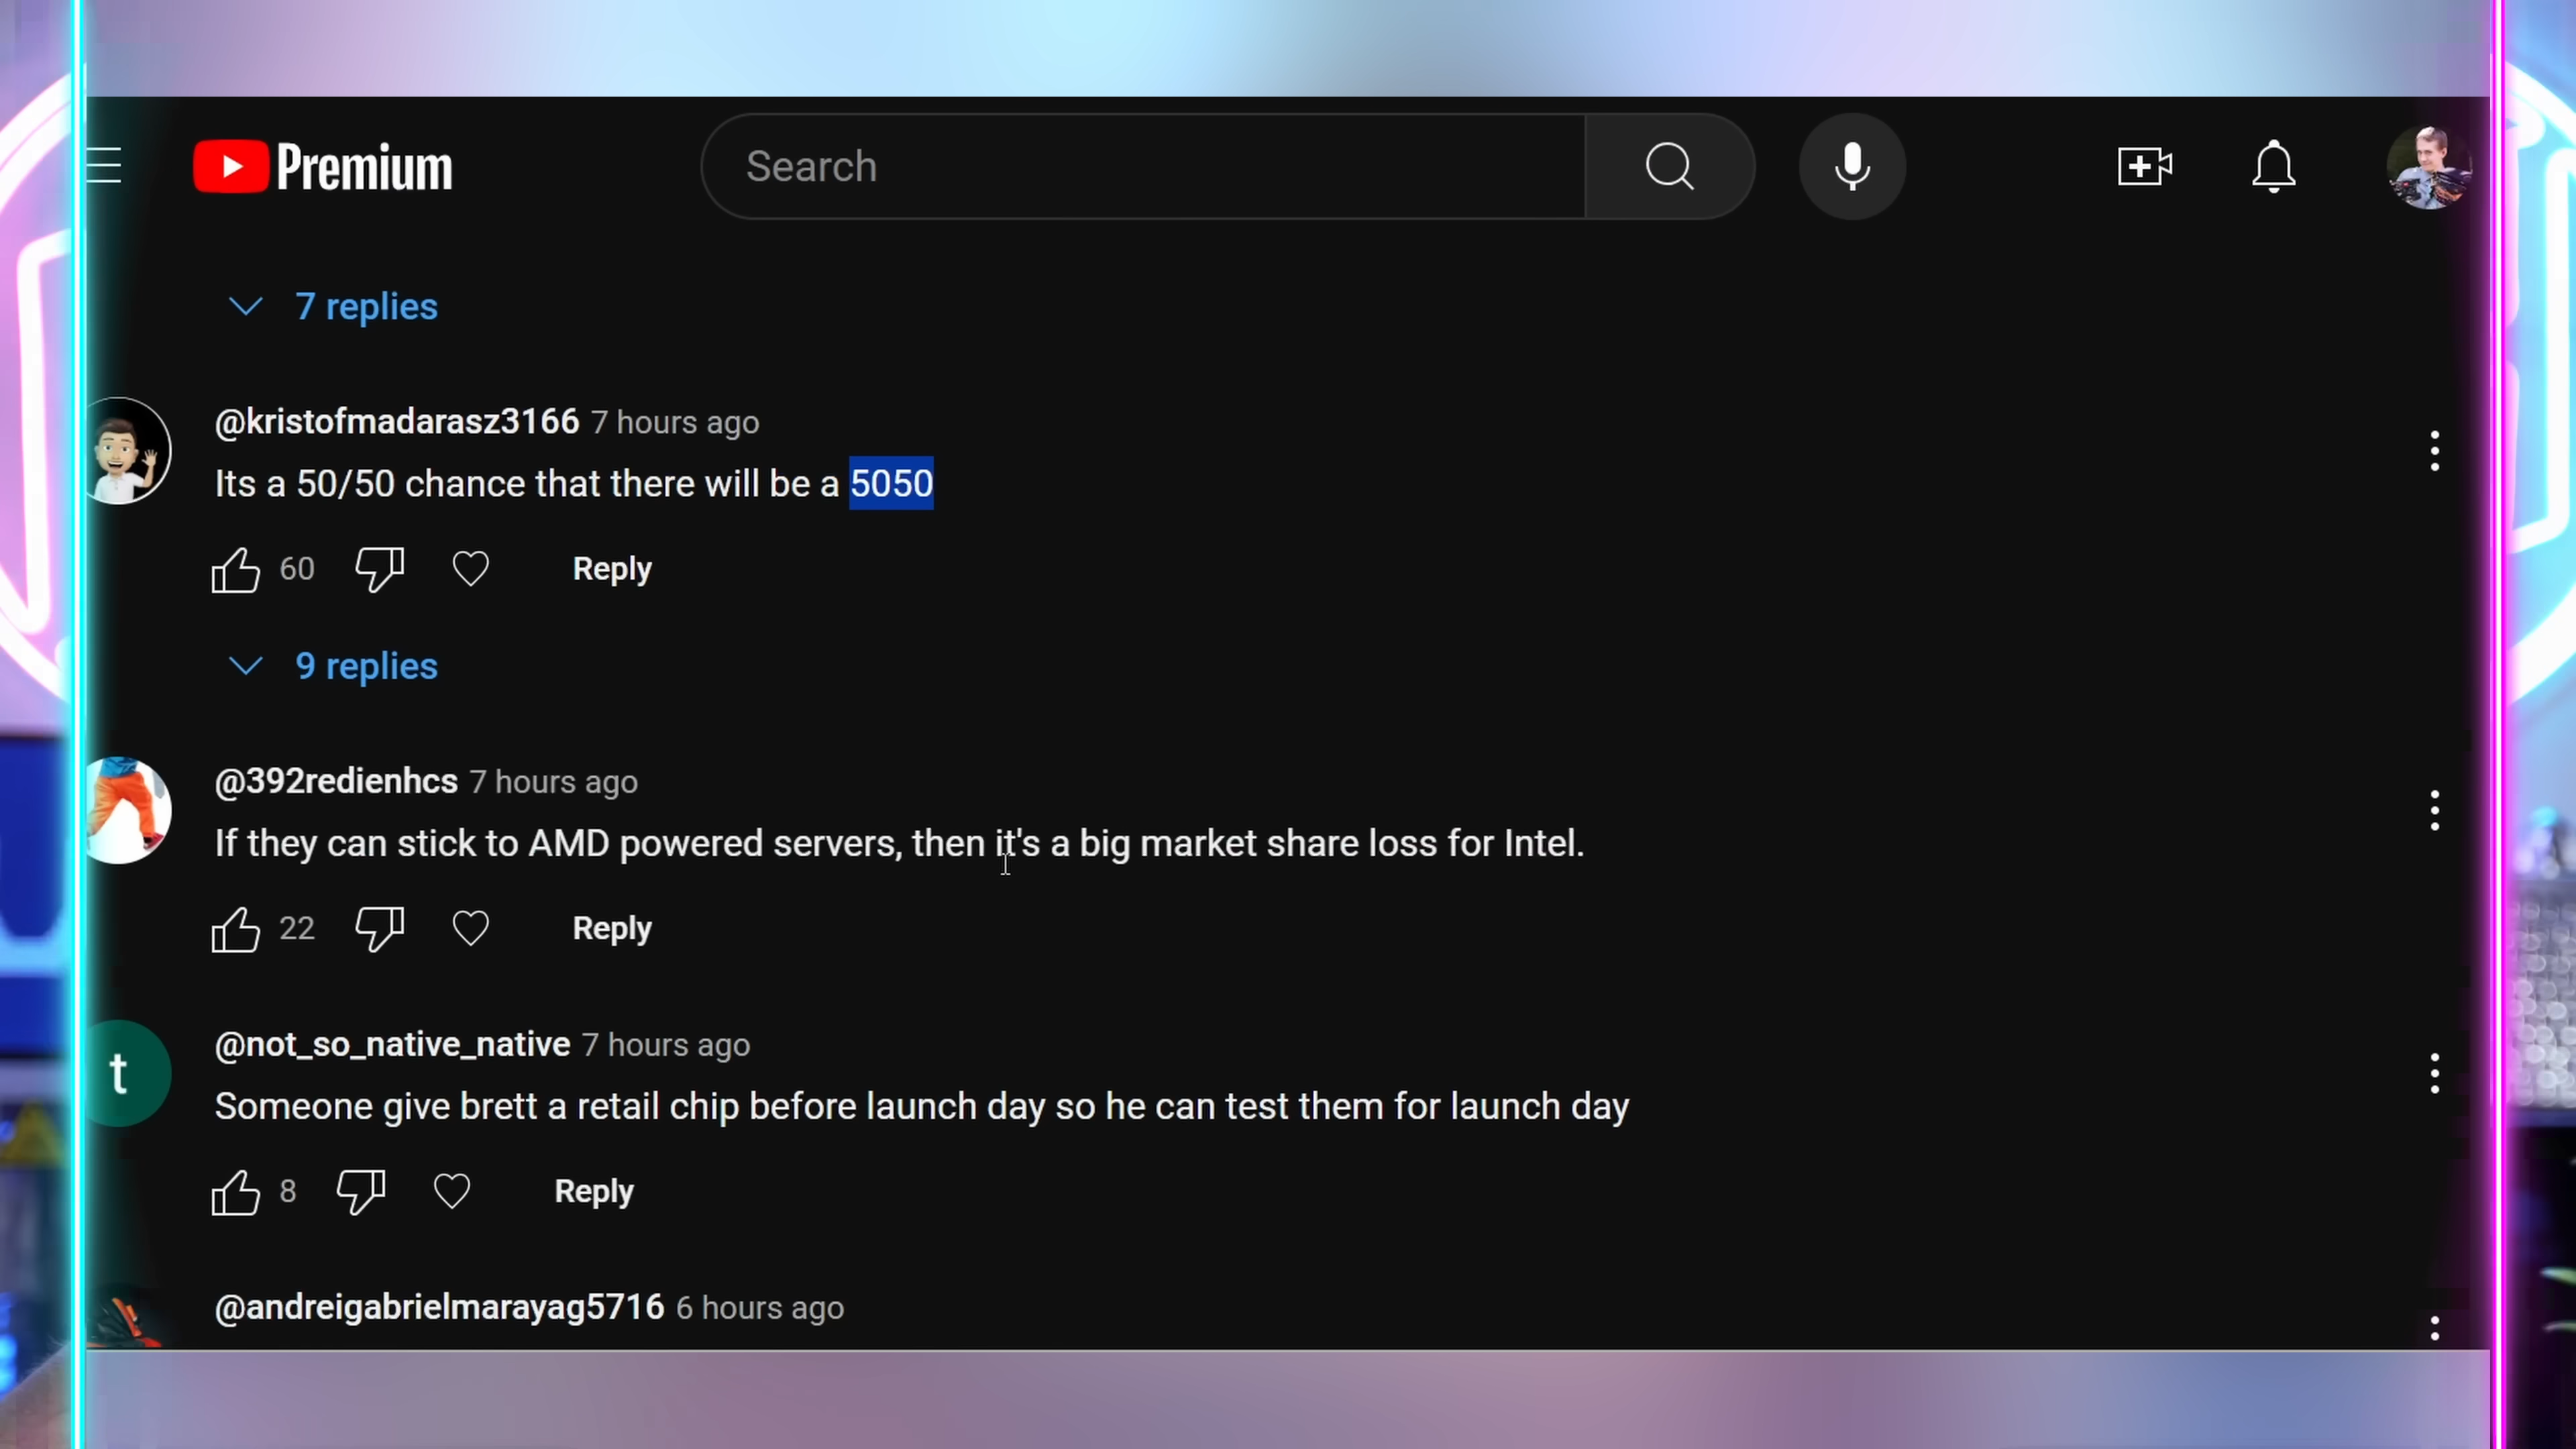 Premium
Search
7 replies
@kristofmadarasz3166 7 hours ago
Its a 50/50 chance that there will be a 5050
60
Reply
9 replies
@392redienhcs 7 hours ago
If they can stick to AMD powered servers, then it's a big market share loss for Intel.
22
Reply
t
@not_so_native_native 7 hours ago
Someone give brett a retail chip before launch day so he can test them for launch day
8
Reply
@andreigabrielmarayag5716 6 hours ago